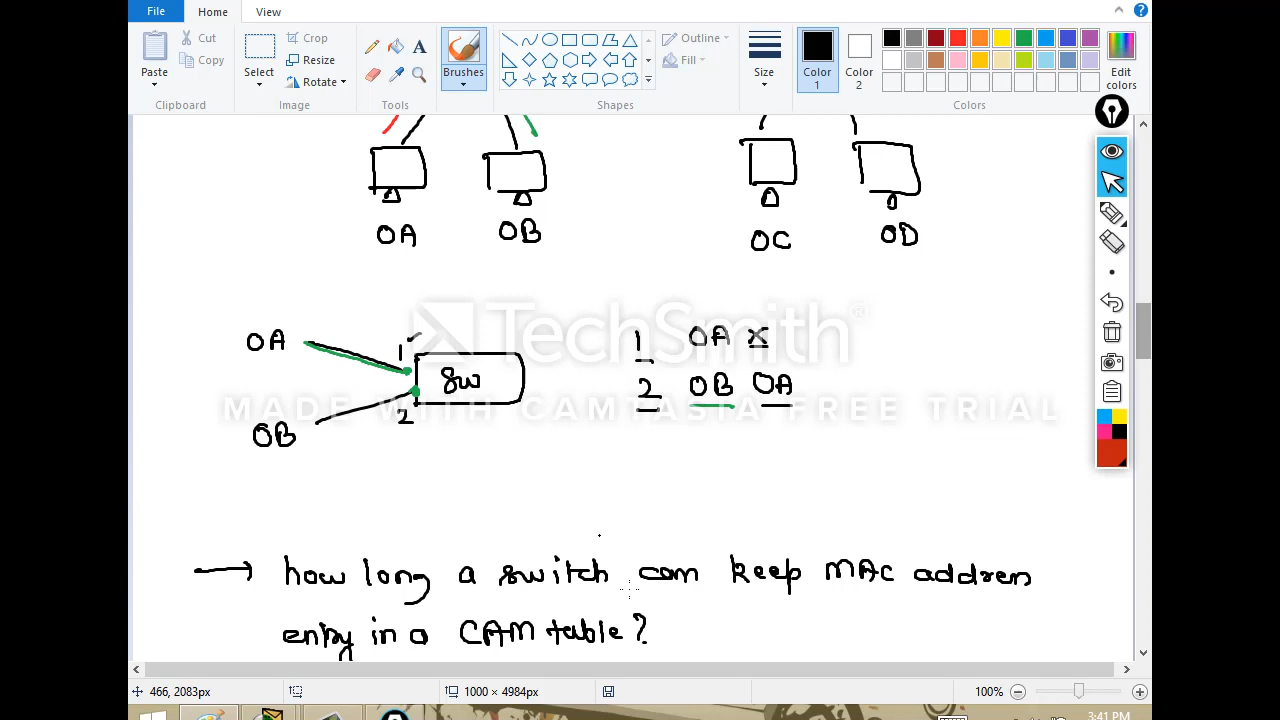 File Home View
Paste Cut Copy Select Crop Resize Rotate Brushes Outline Fill Size Color 1 Color 2 Edit colors
Clipboard Image Tools Shapes Colors
OA OB OC OD
OA 1 1 OA x
TechSmith®
SW 2 OB OA
MADE WITH CAMTASIA FREE TRIAL
OB 2
→ how long a switch can keep MAC address
entry in a CAM table?
466, 2083px 1000 × 4984px 100%
3:41 PM